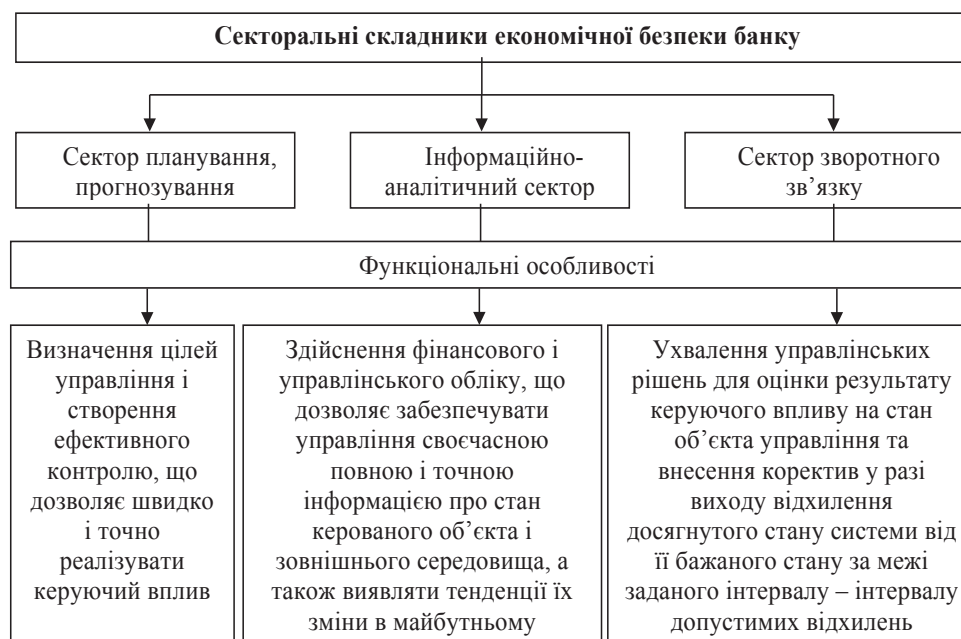 Секторальні складники економічної безпеки банку
Сектор планування,
прогнозування
Інформаційно-
аналітичний сектор
Сектор зворотного
зв’язку
Функціональні особливості
Визначення цілей
управління і
створення
ефективного
контролю, що
дозволяє швидко
і точно
реалізувати
керуючий вплив
Здійснення фінансового і
управлінського обліку, що
дозволяє забезпечувати
управління своєчасною
повною і точною
інформацією про стан
керованого об’єкта і
зовнішнього середовища, а
також виявляти тенденції їх
зміни в майбутньому
Ухвалення управлінських
рішень для оцінки результату
керуючого впливу на стан
об’єкта управління та
внесення коректив у разі
виходу відхилення
досягнутого стану системи від
її бажаного стану за межі
заданого інтервалу – інтервалу
допустимих відхилень